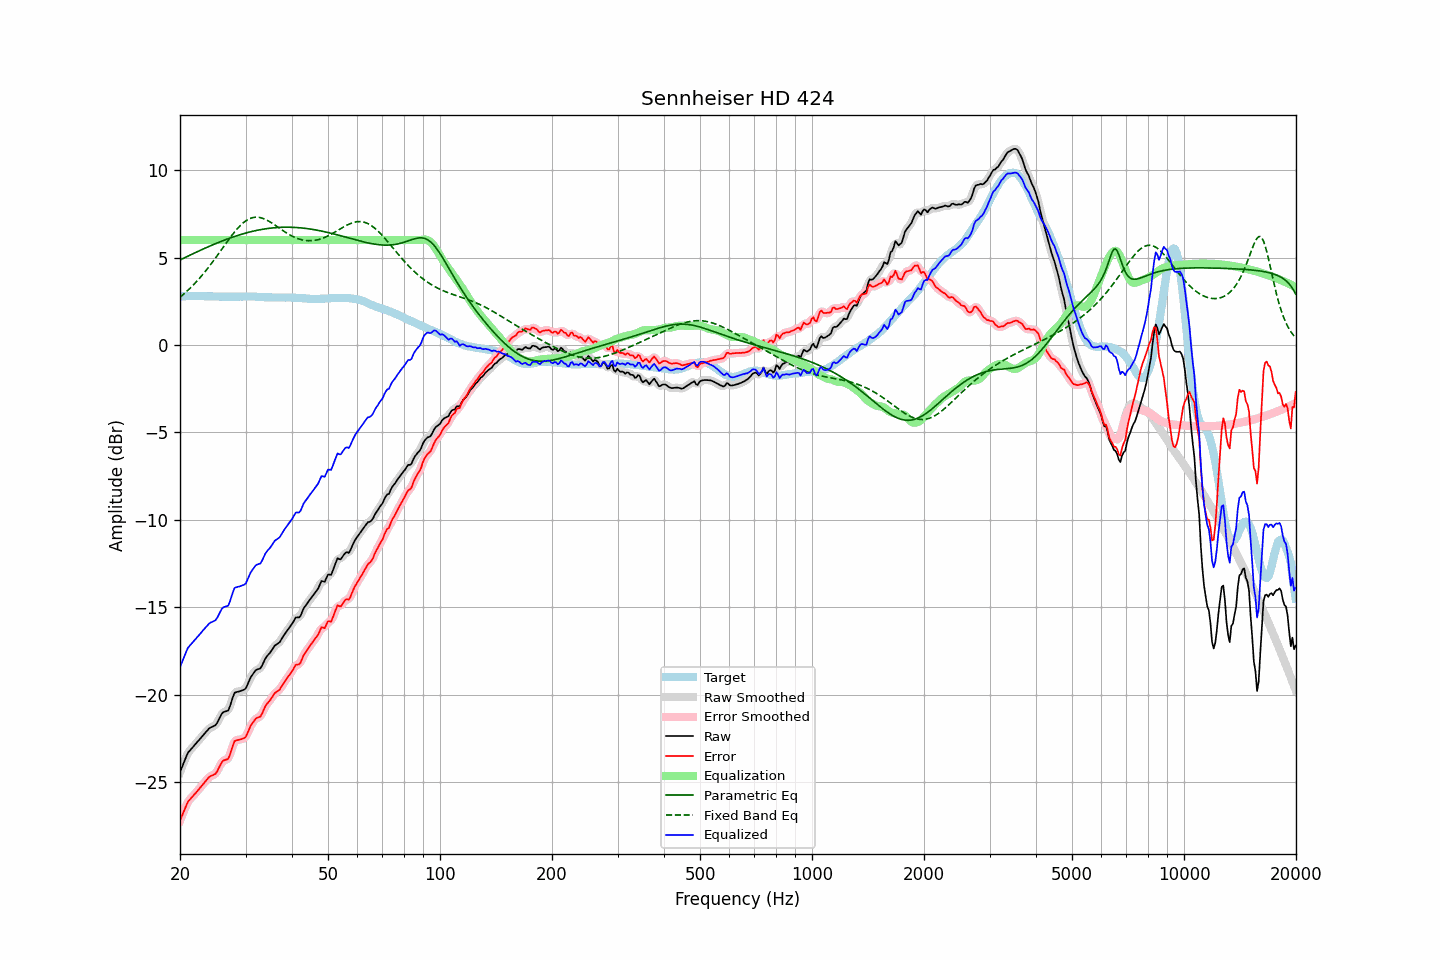 Sennheiser HD 424
Amplitude (dBr)
10
5
0
−5
−10
−15
−20
−25
20
50
100
200
500
1000
2000
5000
10000
20000
Frequency (Hz)
Target
Raw Smoothed
Error Smoothed
Raw
Error
Equalization
Parametric Eq
Fixed Band Eq
Equalized